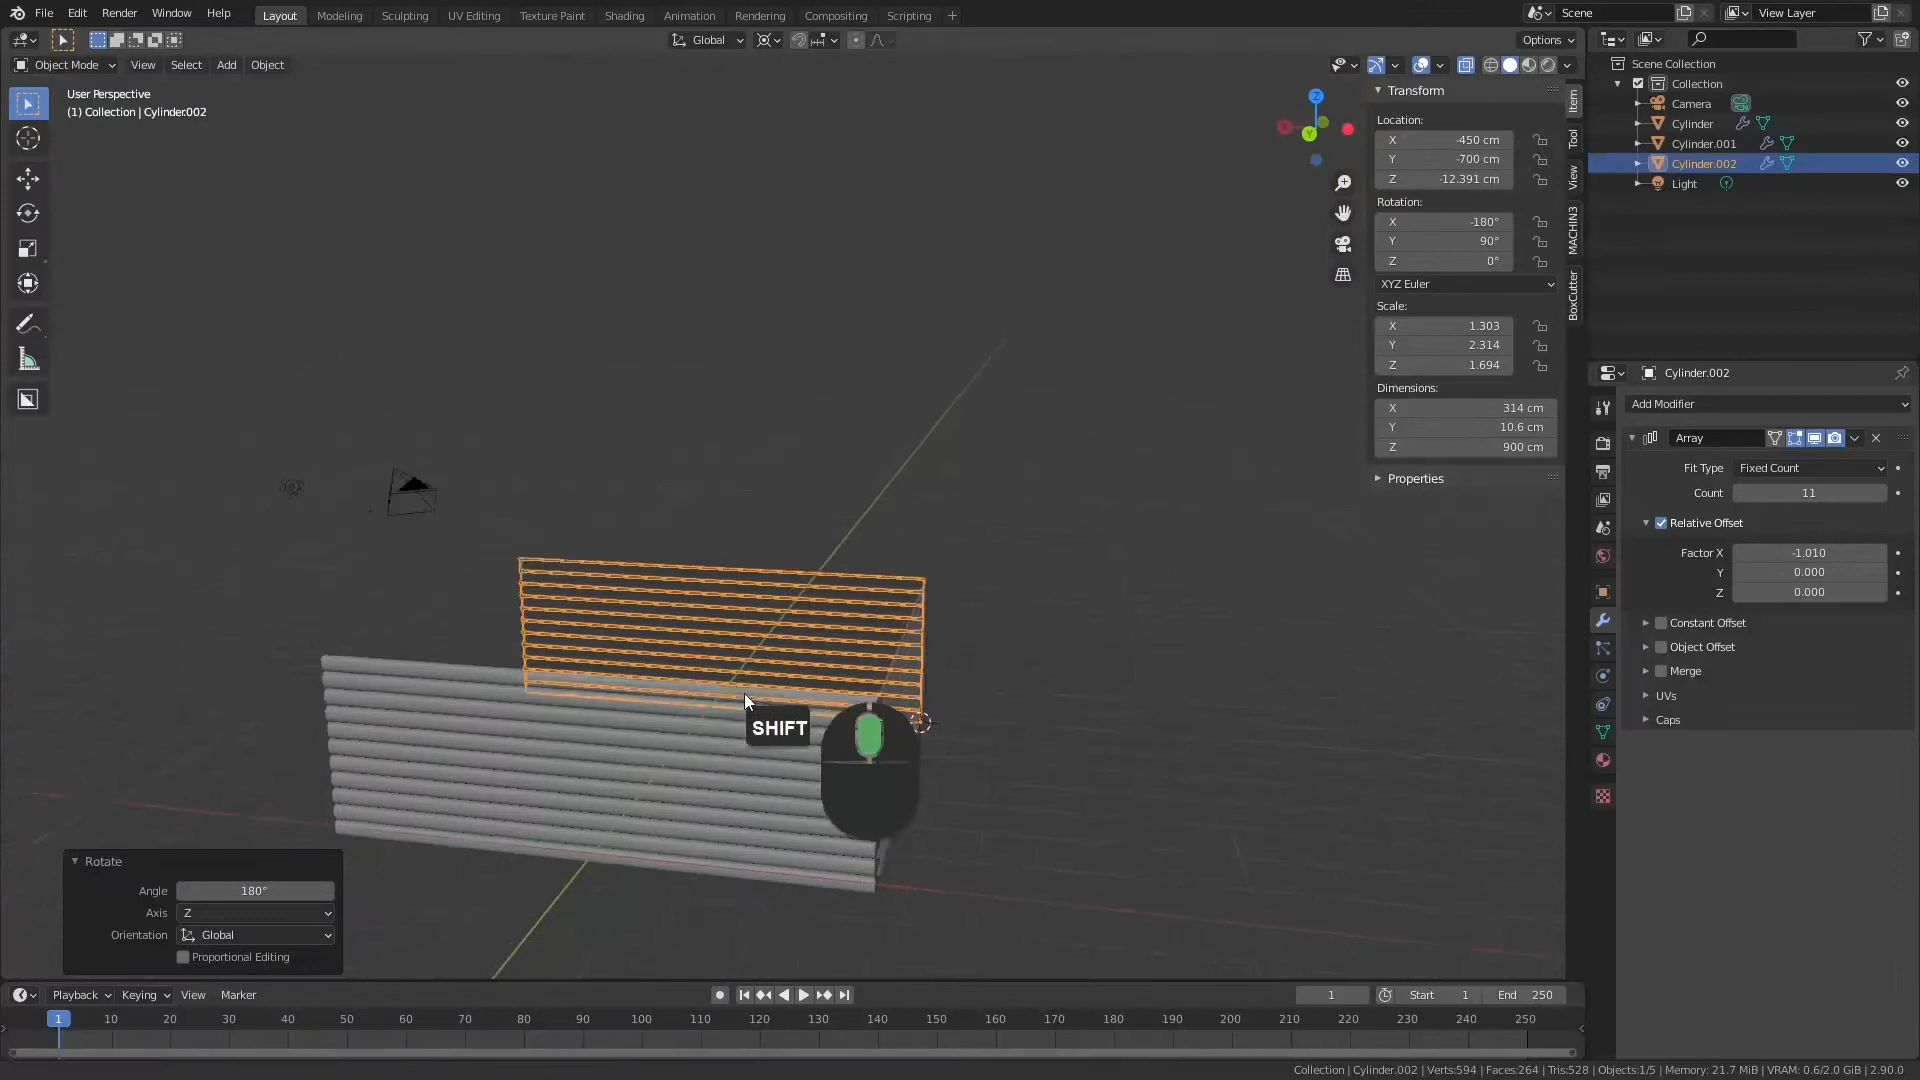 File Edit Render Window Help Layout Modeling Sculpting UV Editing Texture Paint Shading Animation Rendering Compositing Scripting + Scene View Layer
Global Options
Object Mode View Select Add Object
User Perspective
(1) Collection | Cylinder.002
Z
Y
Transform
Location:
X -450 cm
Y -700 cm
Z -12.391 cm
Rotation:
X -180°
Y 90°
Z 0°
XYZ Euler
Scale:
X 1.303
Y 2.314
Z 1.694
Dimensions:
X 314 cm
Y 10.6 cm
Z 900 cm
Properties
Item
Tool
View
MACHIN3
BoxCutter
Scene Collection
Collection
Camera
Cylinder
Cylinder.001
Cylinder.002
Light
Cylinder.002
Add Modifier
Array
Fit Type Fixed Count
Count 11
Relative Offset
Factor X -1.010
Y 0.000
Z 0.000
Constant Offset
Object Offset
Merge
UVs
Caps
SHIFT
Rotate
Angle 180°
Axis Z
Orientation Global
Proportional Editing
Playback Keying View Marker 1 Start 1 End 250
1 10 20 30 40 50 60 70 80 90 100 110 120 130 140 150 160 170 180 190 200 210 220 230 240 250
Collection | Cylinder.002 | Verts:594 | Faces:264 | Tris:528 | Objects:1/5 | Memory: 21.7 MiB | VRAM: 0.6/2.0 GiB | 2.90.0